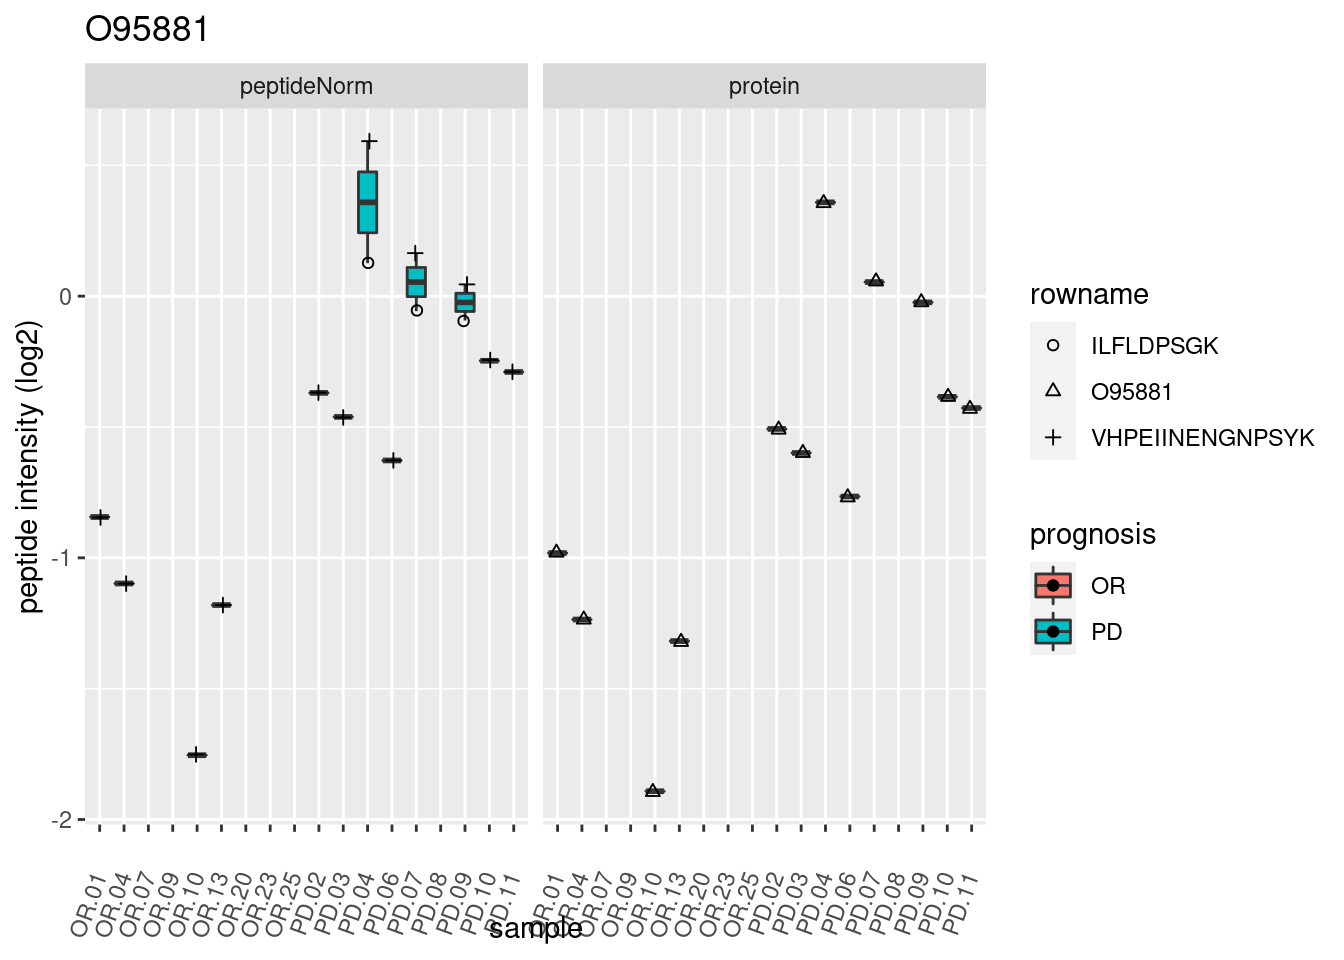 O95881
peptideNorm
protein
peptide intensity (log2)
0
-1
-2
OR.01
OR.04
OR.07
OR.09
OR.10
OR.13
OR.20
OR.23
OR.25
PD.02
PD.03
PD.04
PD.06
PD.07
PD.08
PD.09
PD.10
PD.11
OR.01
OR.04
OR.07
OR.09
OR.10
OR.13
OR.20
OR.23
OR.25
PD.02
PD.03
PD.04
PD.06
PD.07
PD.08
PD.09
PD.10
PD.11
sample
rowname
ILFLDPSGK
O95881
VHPEIINENGNPSYK
prognosis
OR
PD